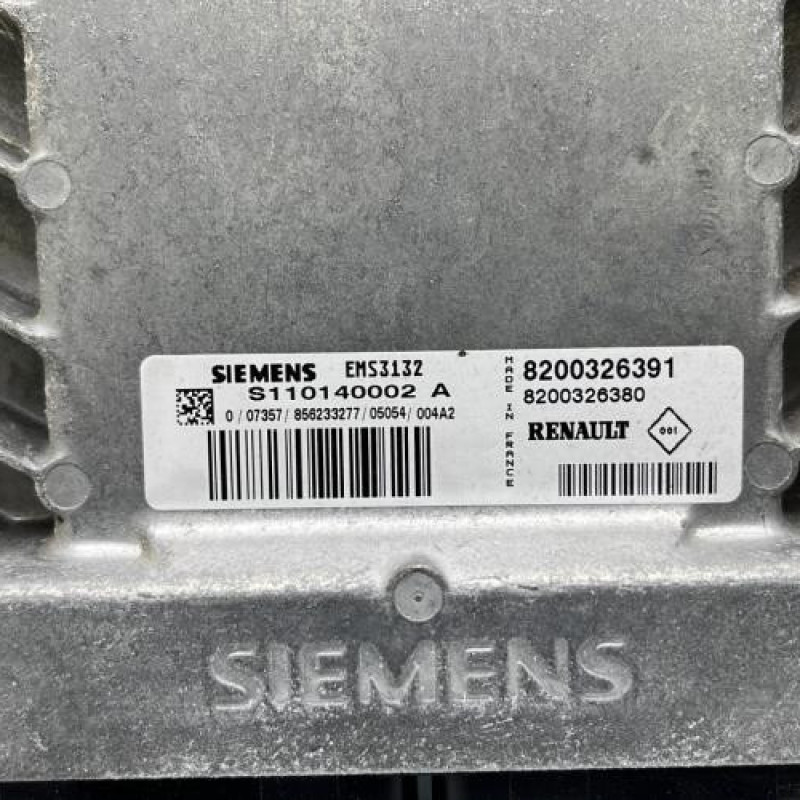 SIEMENS EMS3132
S110140002 A
0 / 07357 / 856233277 / 05054 / 004A2
MADE IN FRANCE
8200326391
8200326380
RENAULT 001
SIEMENS